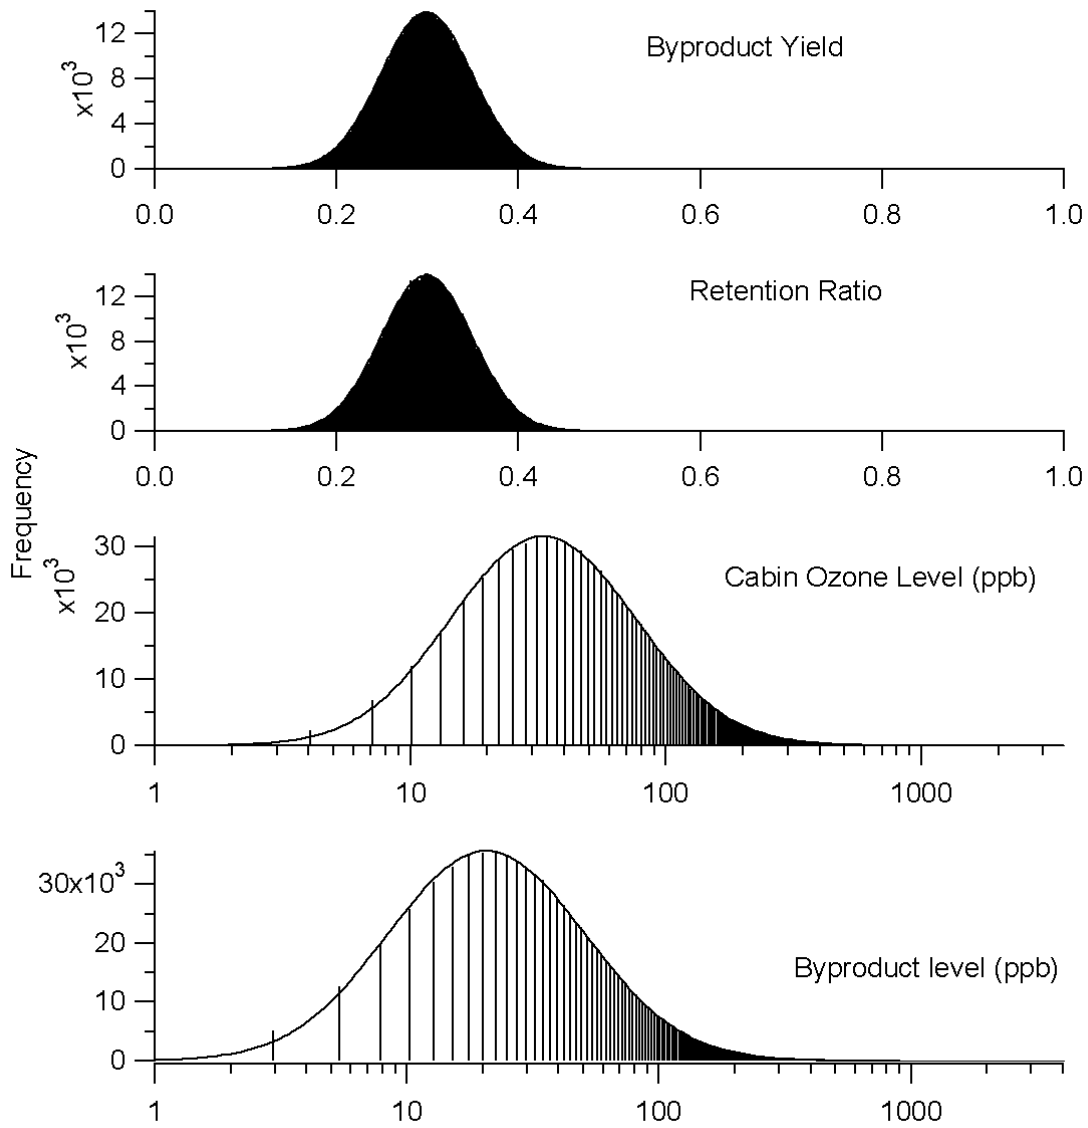 Frequency
x10³
12
8
4
0
Byproduct Yield
0.0 0.2 0.4 0.6 0.8 1.0
x10³
12
8
4
0
Retention Ratio
0.0 0.2 0.4 0.6 0.8 1.0
x10³
30
20
10
0
Cabin Ozone Level (ppb)
1 10 100 1000
30x10³
20
10
0
Byproduct level (ppb)
1 10 100 1000